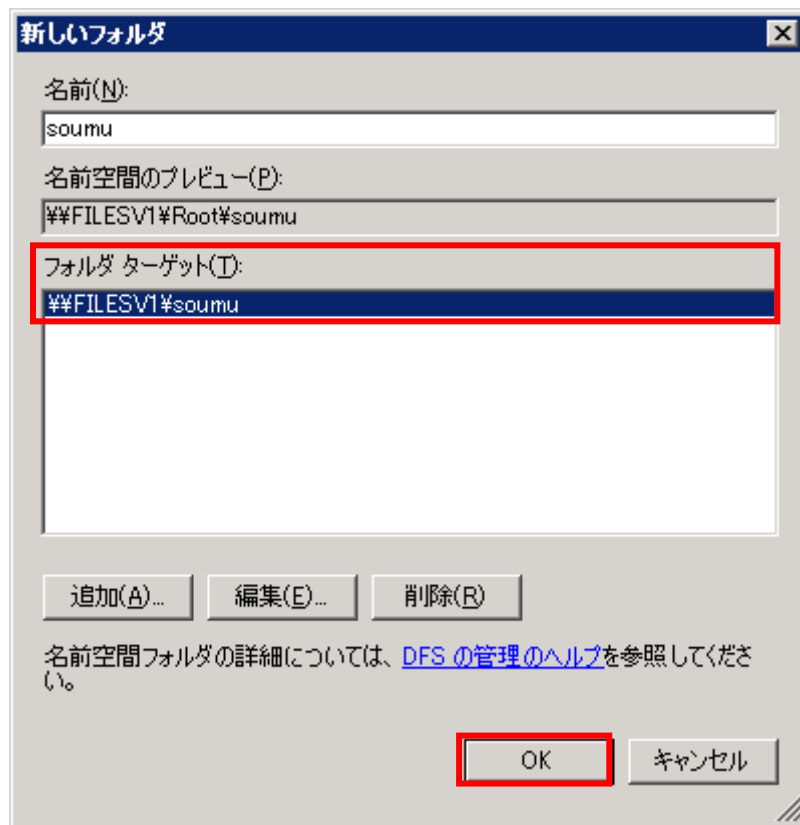 新しいフォルダ
名前(N):
soumu
名前空間のプレビュー(P):
¥¥FILESV1¥Root¥soumu
フォルダ ターゲット(T):
¥¥FILESV1¥soumu
追加(A)... 編集(E)... 削除(R)
名前空間フォルダの詳細については、DFS の管理のヘルプを参照してくださ
い。
OK キャンセル